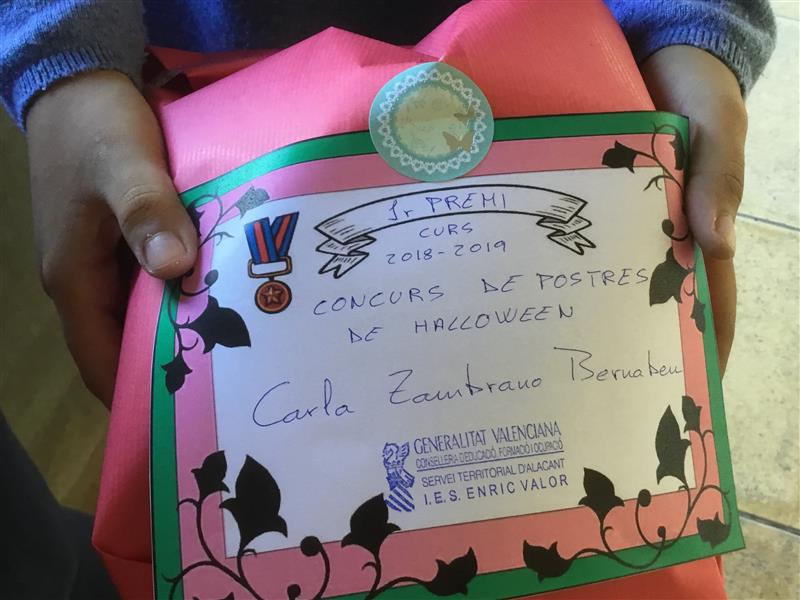 1r PREMI
CURS
2018-2019
CONCURS DE POSTRES
DE HALLOWEEN
Carla Zambrano Bernabeu
GENERALITAT VALENCIANA
CONSELLERIA D'EDUCACIÓ, FORMACIÓ I OCUPACIÓ
SERVEI TERRITORIAL D'ALACANT
I.E.S. ENRIC VALOR